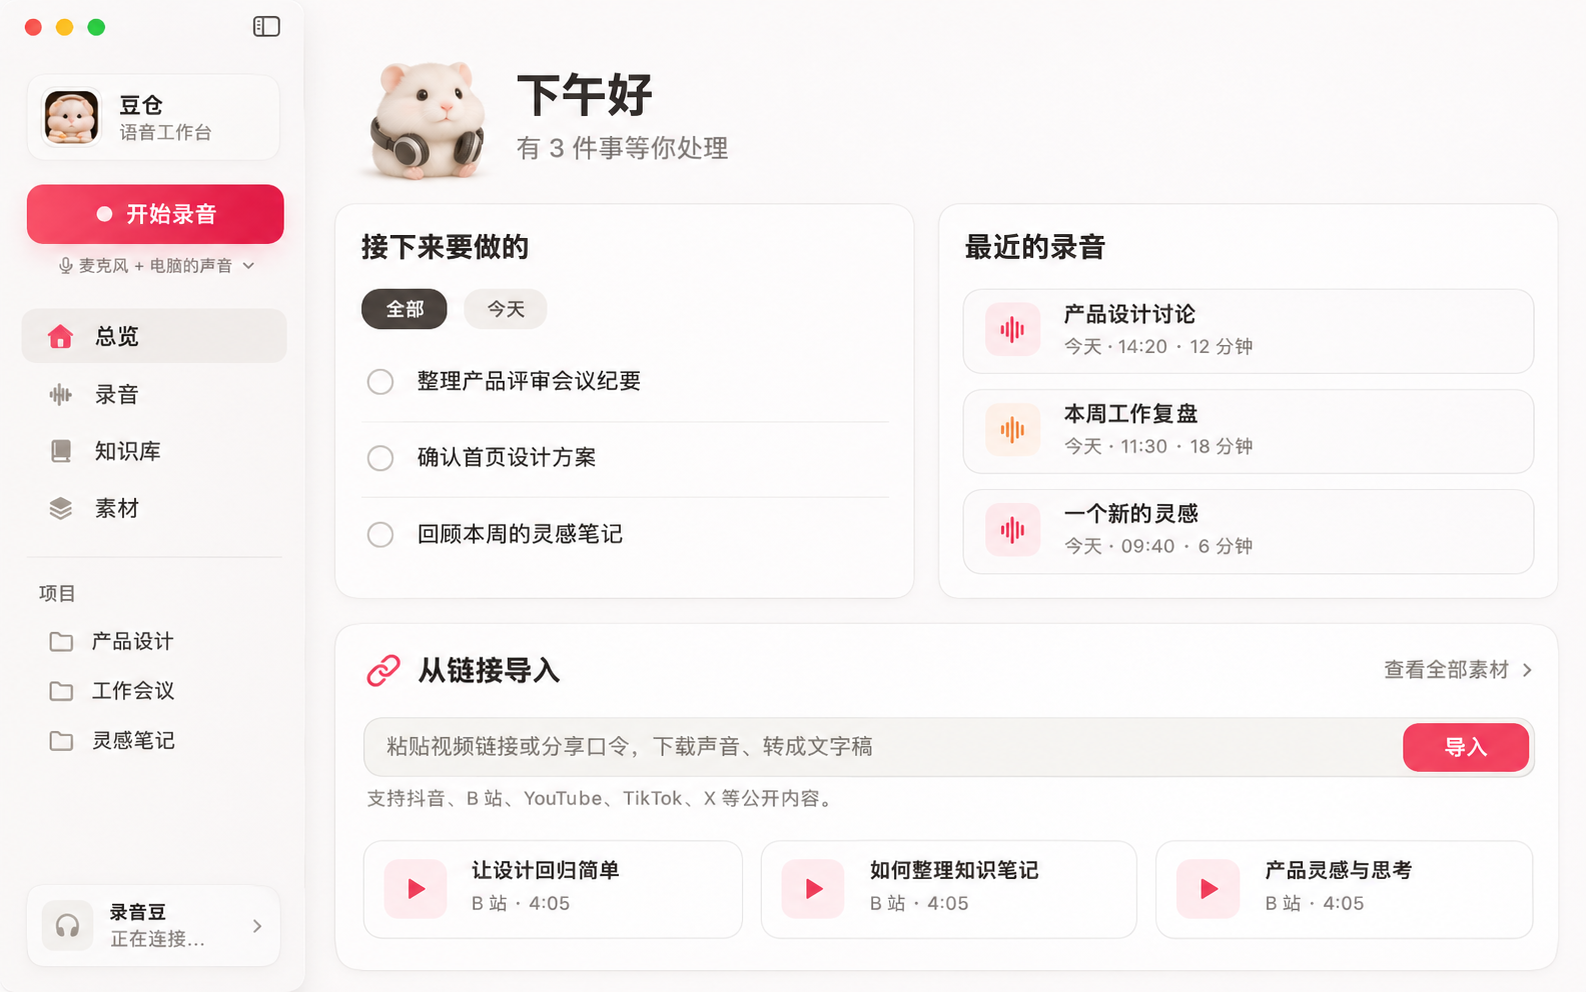 豆仓
语音工作台
开始录音
麦克风 + 电脑的声音
总览
录音
知识库
素材
项目
产品设计
工作会议
灵感笔记
录音豆
正在连接...
下午好
有 3 件事等你处理
接下来要做的
全部
今天
整理产品评审会议纪要
确认首页设计方案
回顾本周的灵感笔记
最近的录音
产品设计讨论
今天 · 14:20 · 12 分钟
本周工作复盘
今天 · 11:30 · 18 分钟
一个新的灵感
今天 · 09:40 · 6 分钟
从链接导入
查看全部素材
粘贴视频链接或分享口令，下载声音、转成文字稿
导入
支持抖音、B 站、YouTube、TikTok、X 等公开内容。
让设计回归简单
B 站 · 4:05
如何整理知识笔记
B 站 · 4:05
产品灵感与思考
B 站 · 4:05